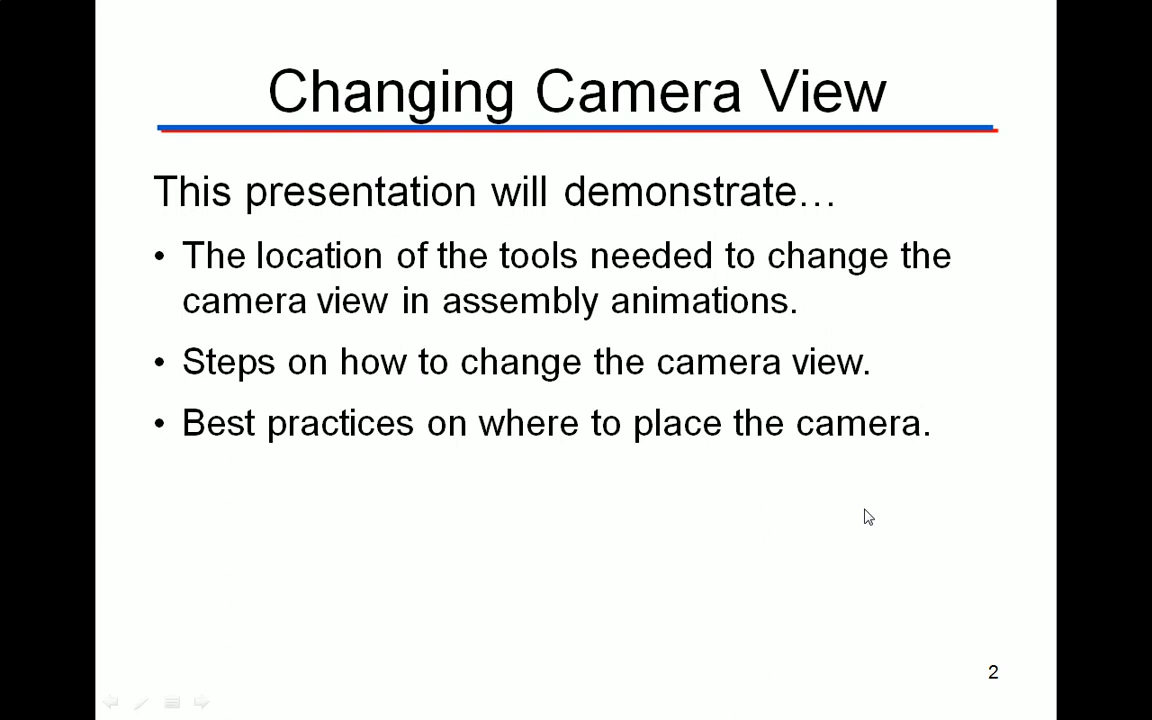 Changing Camera View
This presentation will demonstrate…
• The location of the tools needed to change the
camera view in assembly animations.
• Steps on how to change the camera view.
• Best practices on where to place the camera.
2